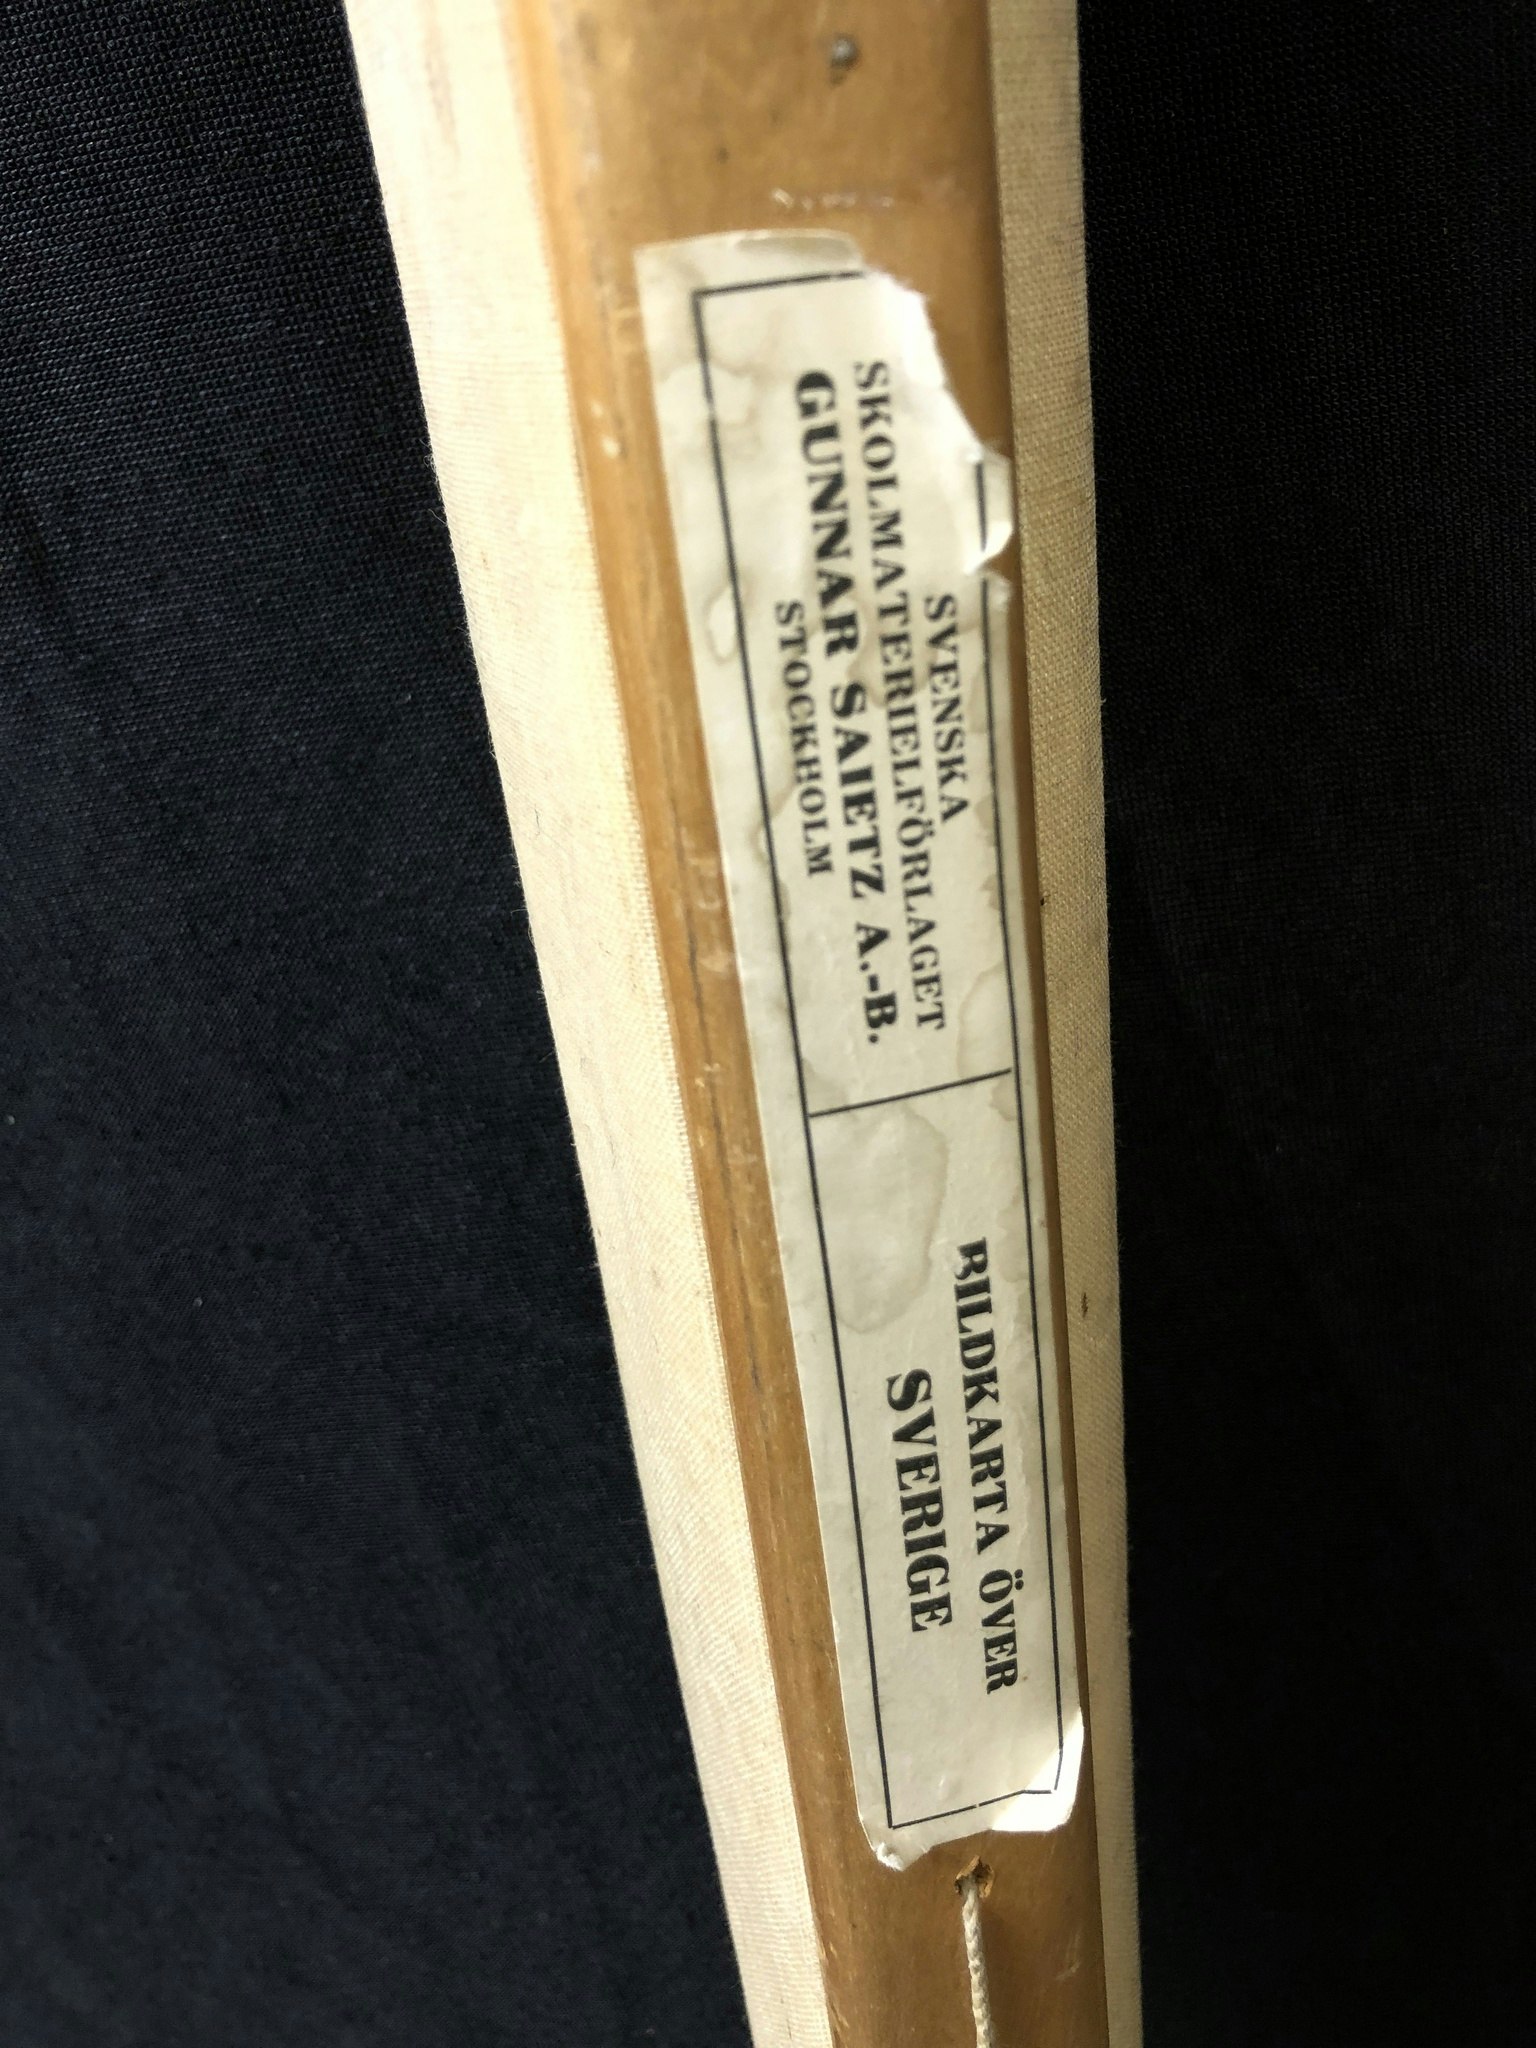 SVENSKA
SKOLMATERIELFÖRLAGET
GUNNAR SAIETZ A.-B.
STOCKHOLM
BILDKARTA ÖVER
SVERIGE